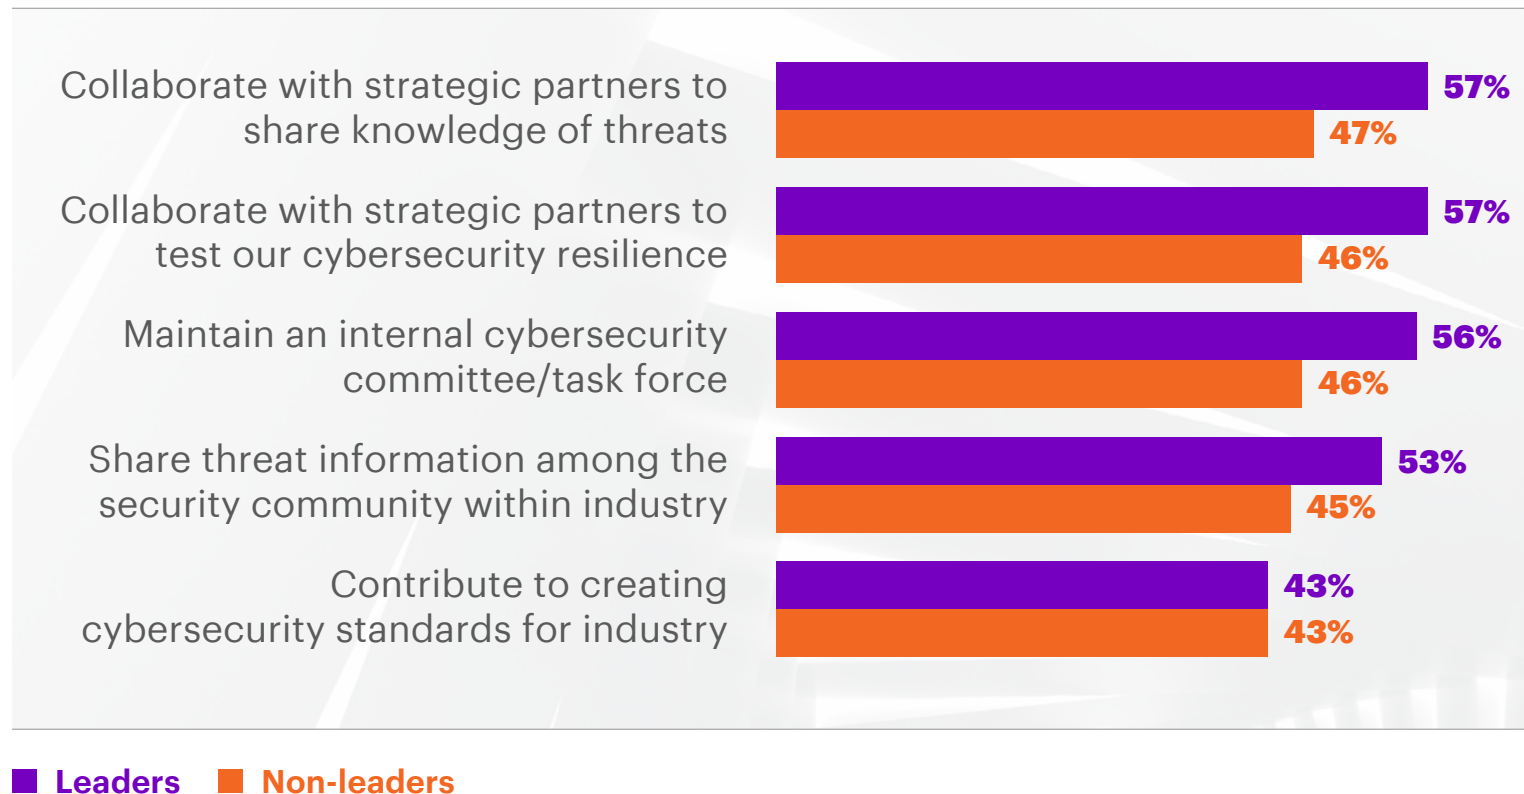 Collaborate with strategic partners to
share knowledge of threats
57%
47%
Collaborate with strategic partners to
test our cybersecurity resilience
57%
46%
Maintain an internal cybersecurity
committee/task force
56%
46%
Share threat information among the
security community within industry
53%
45%
Contribute to creating
cybersecurity standards for industry
43%
43%
Leaders
Non-leaders